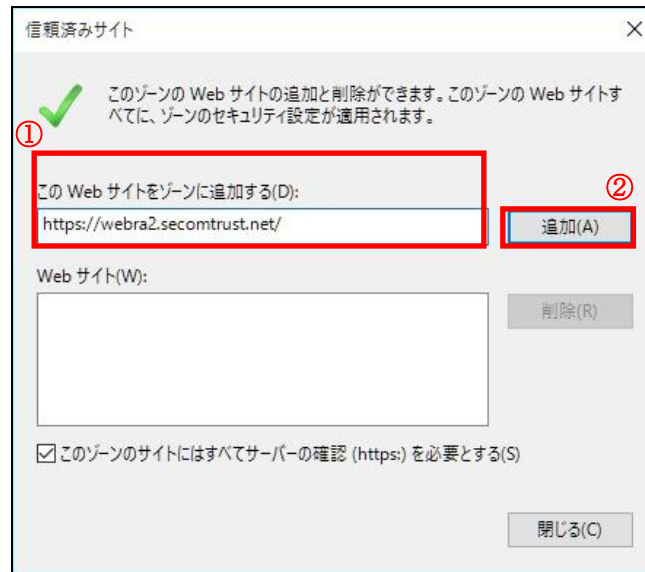 信頼済みサイト
このゾーンの Web サイトの追加と削除ができます。このゾーンの Web サイトす
べてに、ゾーンのセキュリティ設定が適用されます。
①
この Web サイトをゾーンに追加する(D):
②
https://webra2.secomtrust.net/
追加(A)
Web サイト(W):
削除(R)
このゾーンのサイトにはすべてサーバーの確認 (https:) を必要とする(S)
閉じる(C)